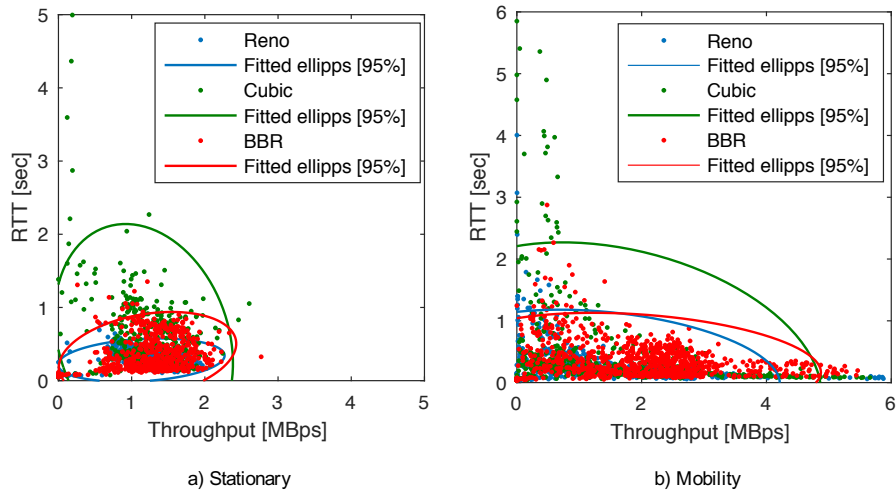 5
4
3
2
1
0
0
1
2
3
4
5
RTT [sec]
Throughput [MBps]
Reno
Fitted ellipps [95%]
Cubic
Fitted ellipps [95%]
BBR
Fitted ellipps [95%]
a) Stationary
6
5
4
3
2
1
0
0
2
4
6
RTT [sec]
Throughput [MBps]
Reno
Fitted ellipps [95%]
Cubic
Fitted ellipps [95%]
BBR
Fitted ellipps [95%]
b) Mobility